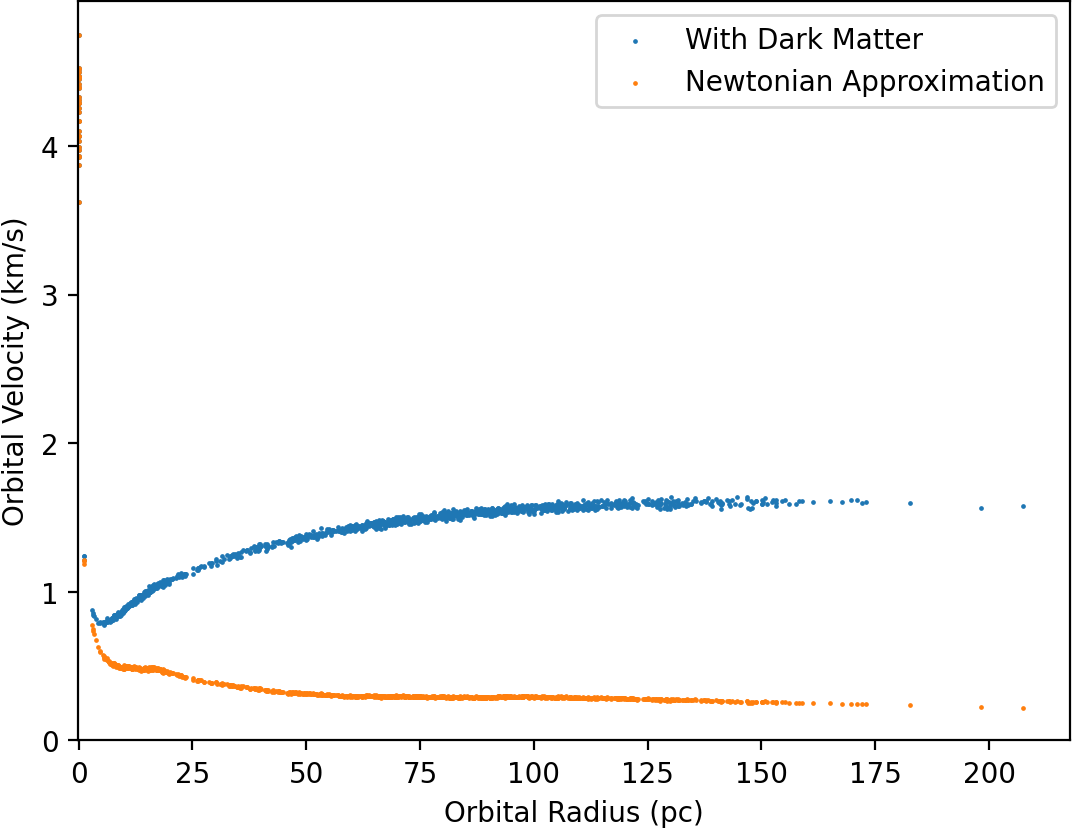 With Dark Matter
Newtonian Approximation
Orbital Velocity (km/s)
4
3
2
1
0
0 25 50 75 100 125 150 175 200
Orbital Radius (pc)